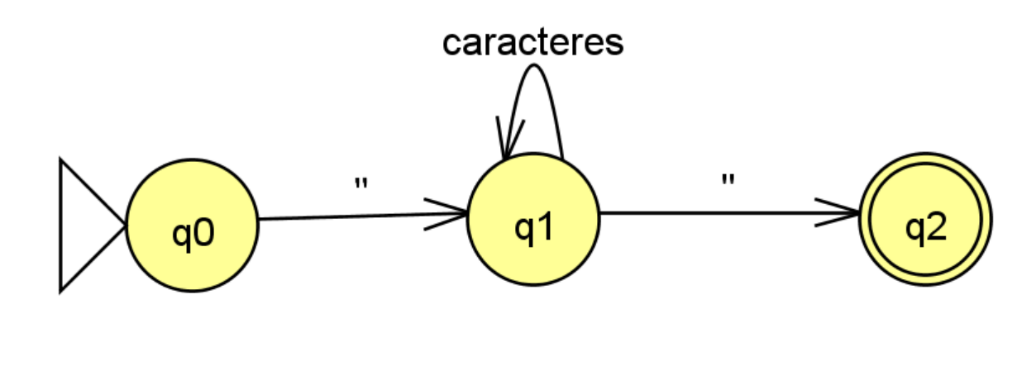 caracteres
" "
q0 q1 q2